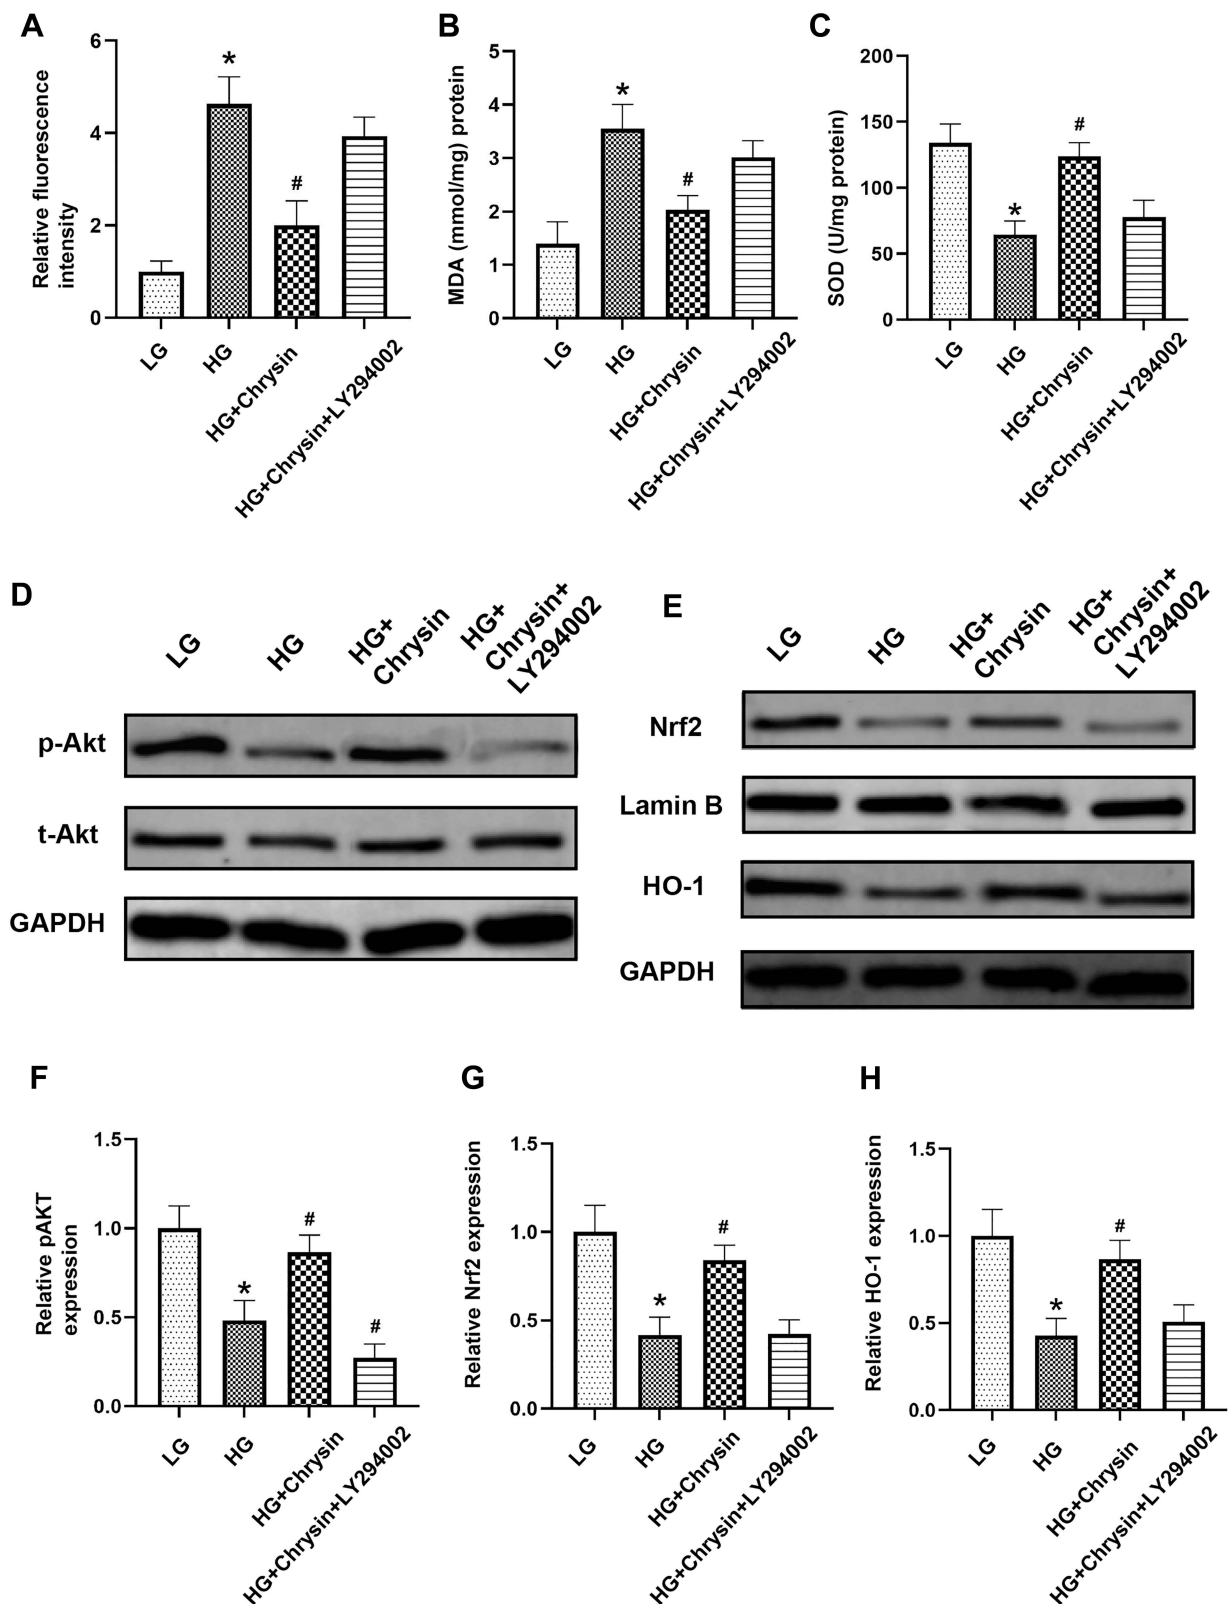 A
Relative fluorescence
intensity
6
4
2
0
*
#
LG
HG
HG+Chrysin
HG+Chrysin+LY294002
B
MDA (mmol/mg) protein
5
4
3
2
1
0
*
#
LG
HG
HG+Chrysin
HG+Chrysin+LY294002
C
SOD (U/mg protein)
200
150
100
50
0
*
#
LG
HG
HG+Chrysin
HG+Chrysin+LY294002
D
LG
HG
HG+
Chrysin
HG+
Chrysin+
LY294002
p-Akt
t-Akt
GAPDH
E
LG
HG
HG+
Chrysin
HG+
Chrysin+
LY294002
Nrf2
Lamin B
HO-1
GAPDH
F
Relative pAKT
expression
1.5
1.0
0.5
0.0
*
#
#
LG
HG
HG+Chrysin
HG+Chrysin+LY294002
G
Relative Nrf2 expression
1.5
1.0
0.5
0.0
*
#
LG
HG
HG+Chrysin
HG+Chrysin+LY294002
H
Relative HO-1 expression
1.5
1.0
0.5
0.0
*
#
LG
HG
HG+Chrysin
HG+Chrysin+LY294002